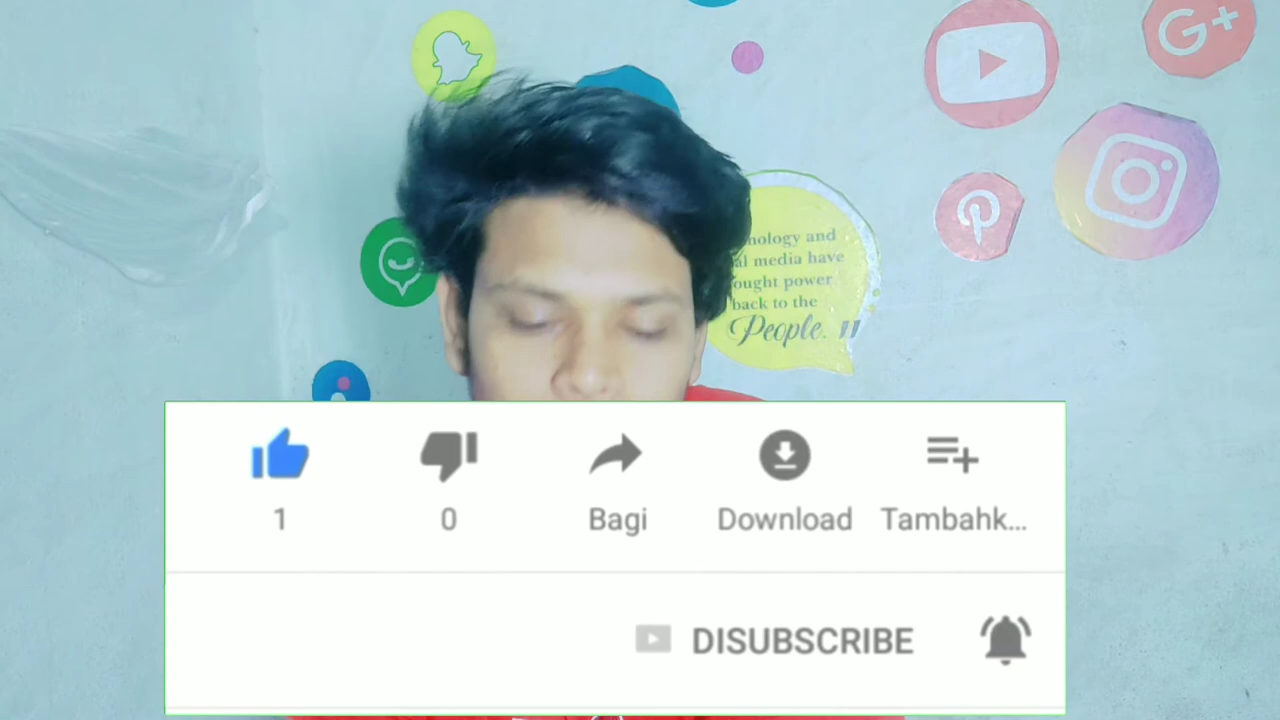 G+
nology and
al media have
ought power
back to the
People. "
1
0
Bagi
Download
Tambahk...
DISUBSCRIBE